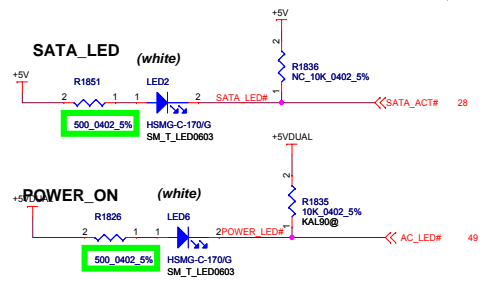 +5V
SATA_LED
(white)
R1836
NC_10K_0402_5%
+5V
R1851
LED2
2
1
2
1
1
2
SATA_LED#
SATA_ACT#
28
500_0402_5%
HSMG-C-170/G
SM_T_LED0603
+5VDUAL
POWER_ON
(white)
R1835
10K_0402_5%
KAL90@
+5VDUAL
R1826
LED6
2
1
2
1
1
2
POWER_LED#
AC_LED#
49
500_0402_5%
HSMG-C-170/G
SM_T_LED0603